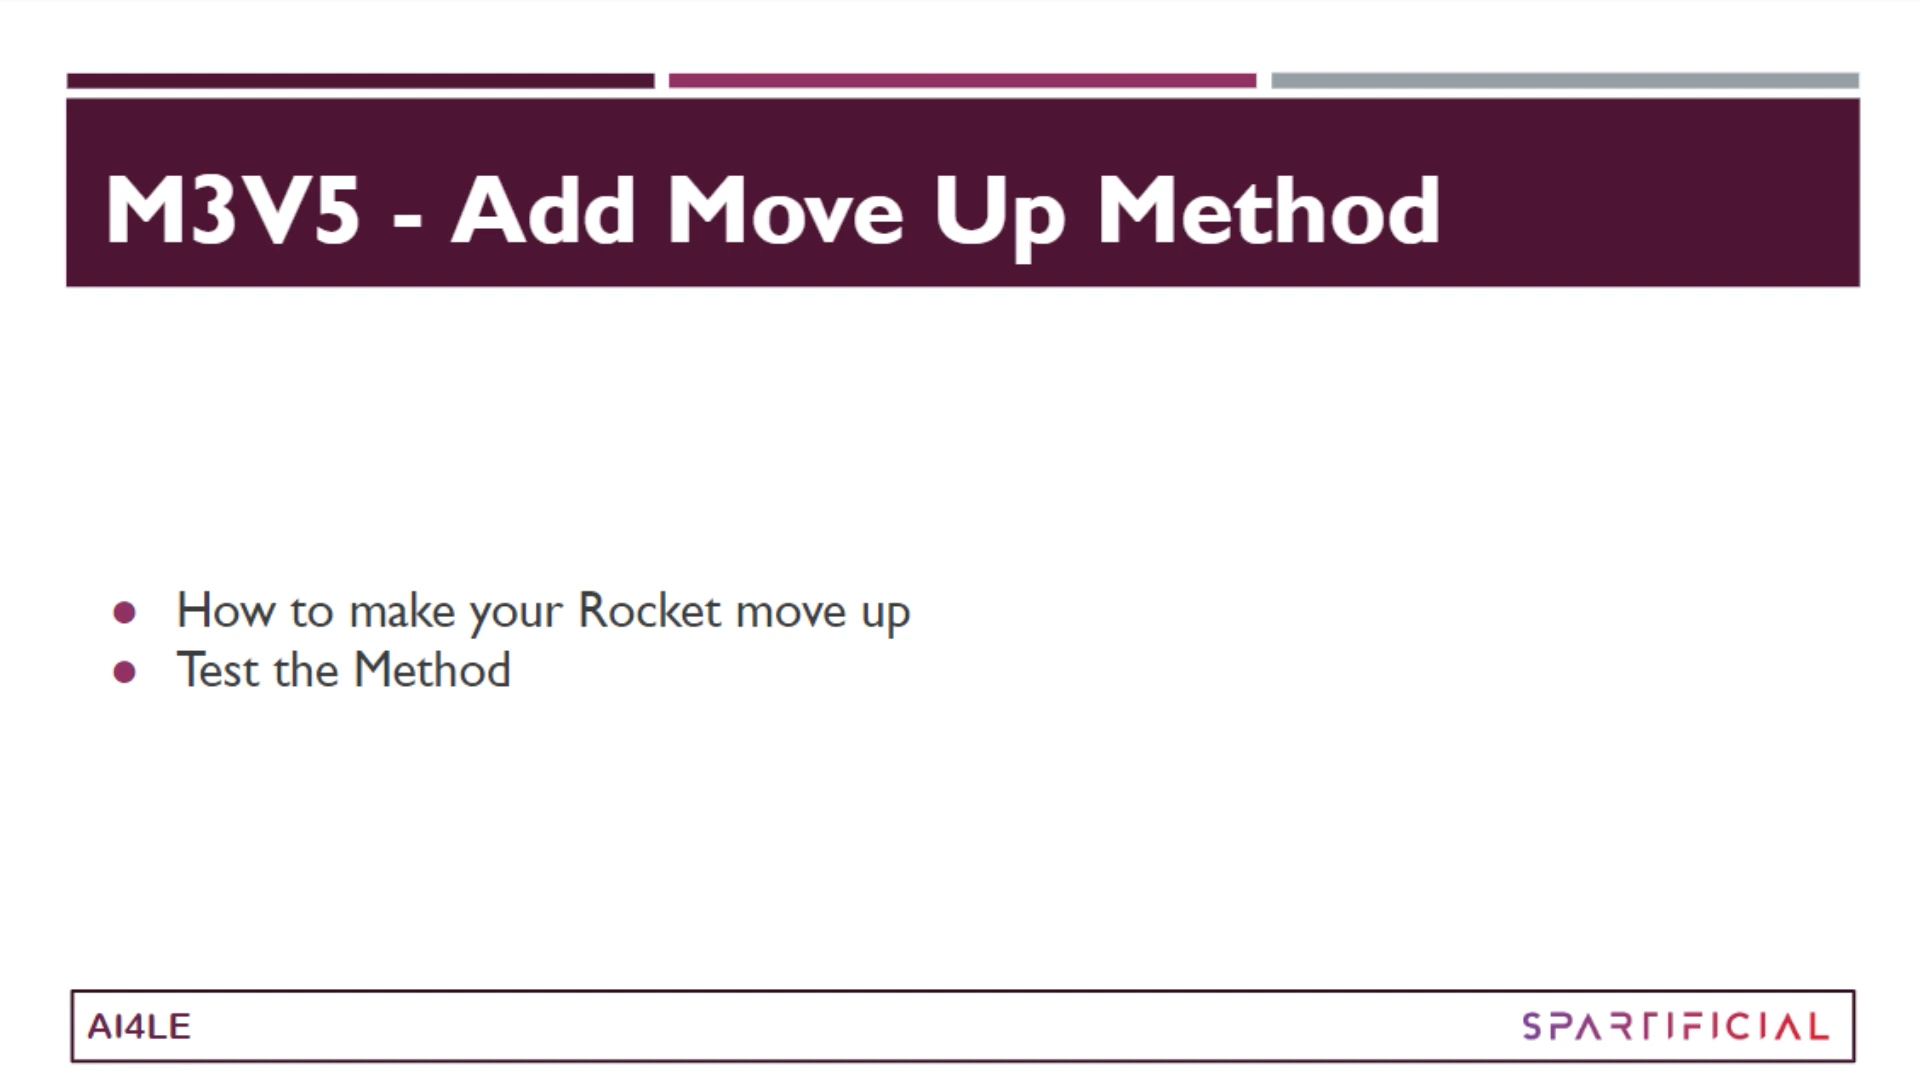 M3V5 - Add Move Up Method
● How to make your Rocket move up
● Test the Method
AI4LE
SPARTIFICIAL